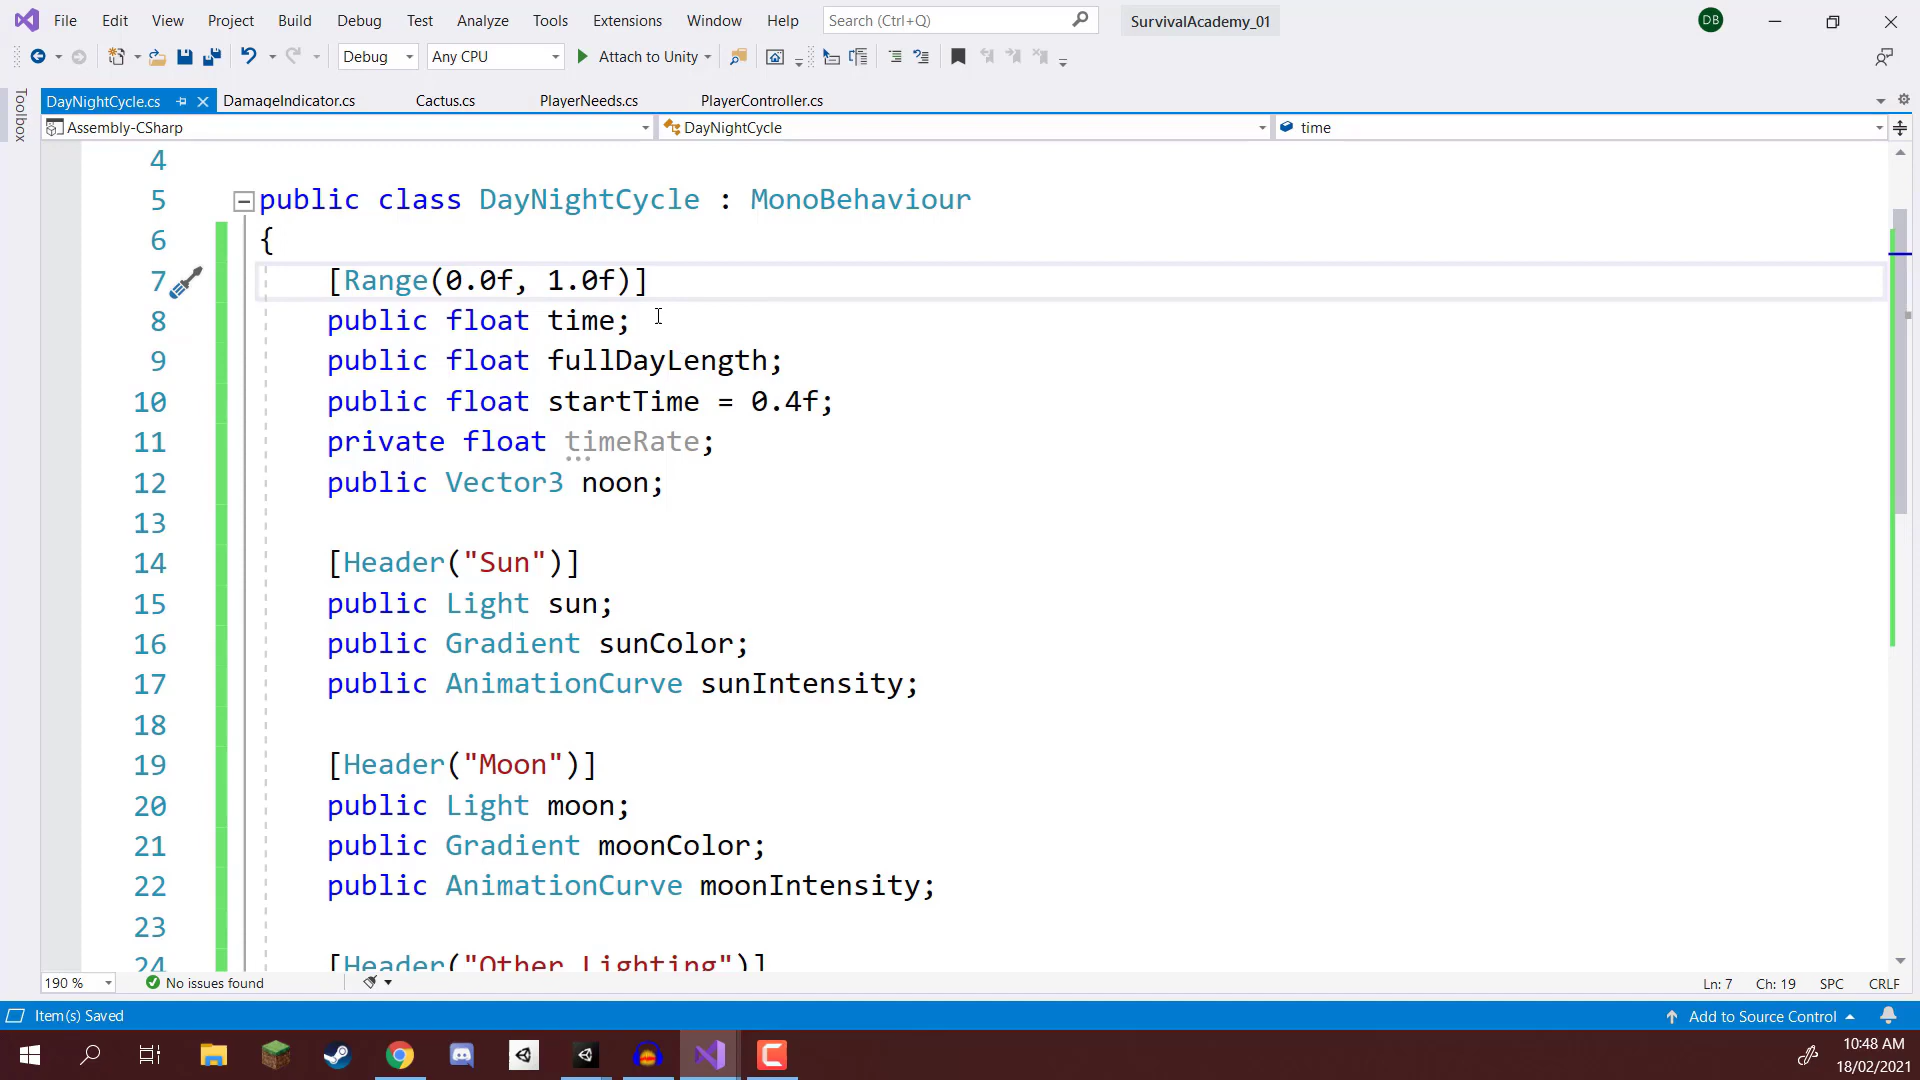 File Edit View Project Build Debug Test Analyze Tools Extensions Window Help Search (Ctrl+Q) SurvivalAcademy_01 DB
Debug Any CPU Attach to Unity
Toolbox
DayNightCycle.cs DamageIndicator.cs Cactus.cs PlayerNeeds.cs PlayerController.cs
Assembly-CSharp DayNightCycle time
4
5 public class DayNightCycle : MonoBehaviour
6 {
7 [Range(0.0f, 1.0f)]
8 public float time;
9 public float fullDayLength;
10 public float startTime = 0.4f;
11 private float timeRate;
12 public Vector3 noon;
13
14 [Header("Sun")]
15 public Light sun;
16 public Gradient sunColor;
17 public AnimationCurve sunIntensity;
18
19 [Header("Moon")]
20 public Light moon;
21 public Gradient moonColor;
22 public AnimationCurve moonIntensity;
23
24 [Header("Other Lighting")]
190 % No issues found Ln: 7 Ch: 19 SPC CRLF
Item(s) Saved Add to Source Control
10:48 AM
18/02/2021